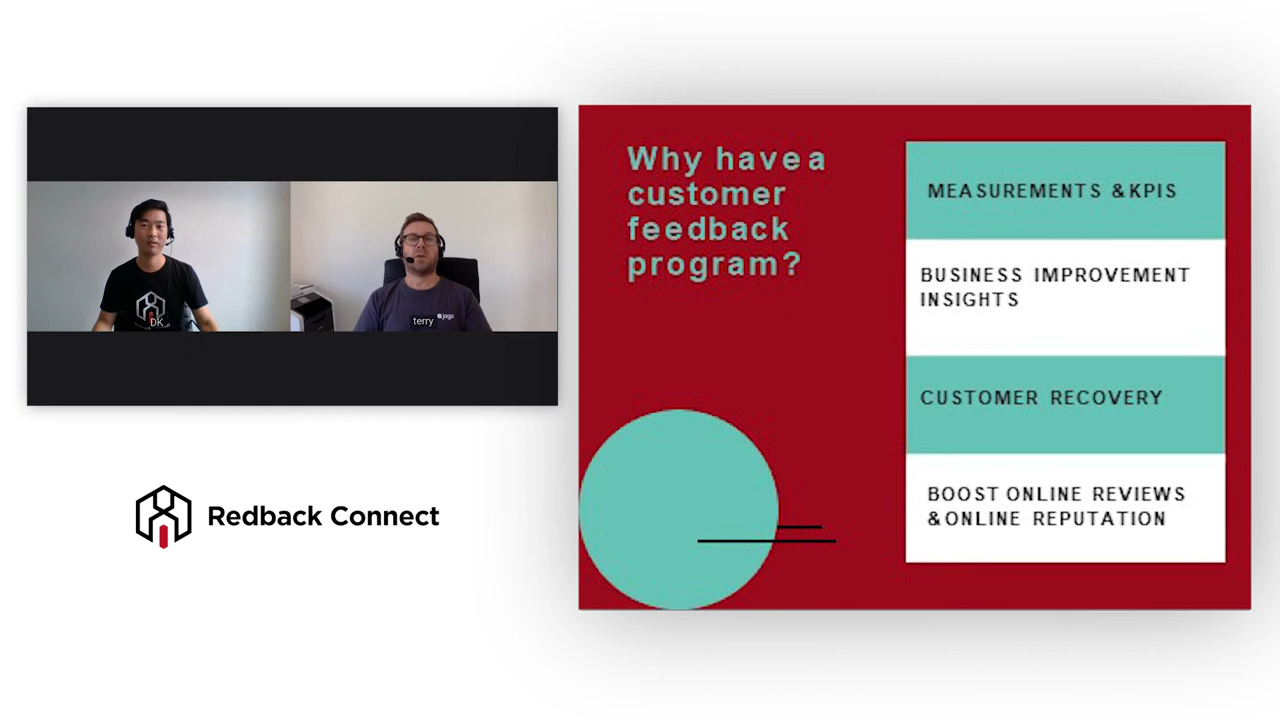 DK
terry
jaga
Redback Connect
Why have a
customer
feedback
program?
MEASUREMENTS & KPIS
BUSINESS IMPROVEMENT
INSIGHTS
CUSTOMER RECOVERY
BOOST ONLINE REVIEWS
& ONLINE REPUTATION